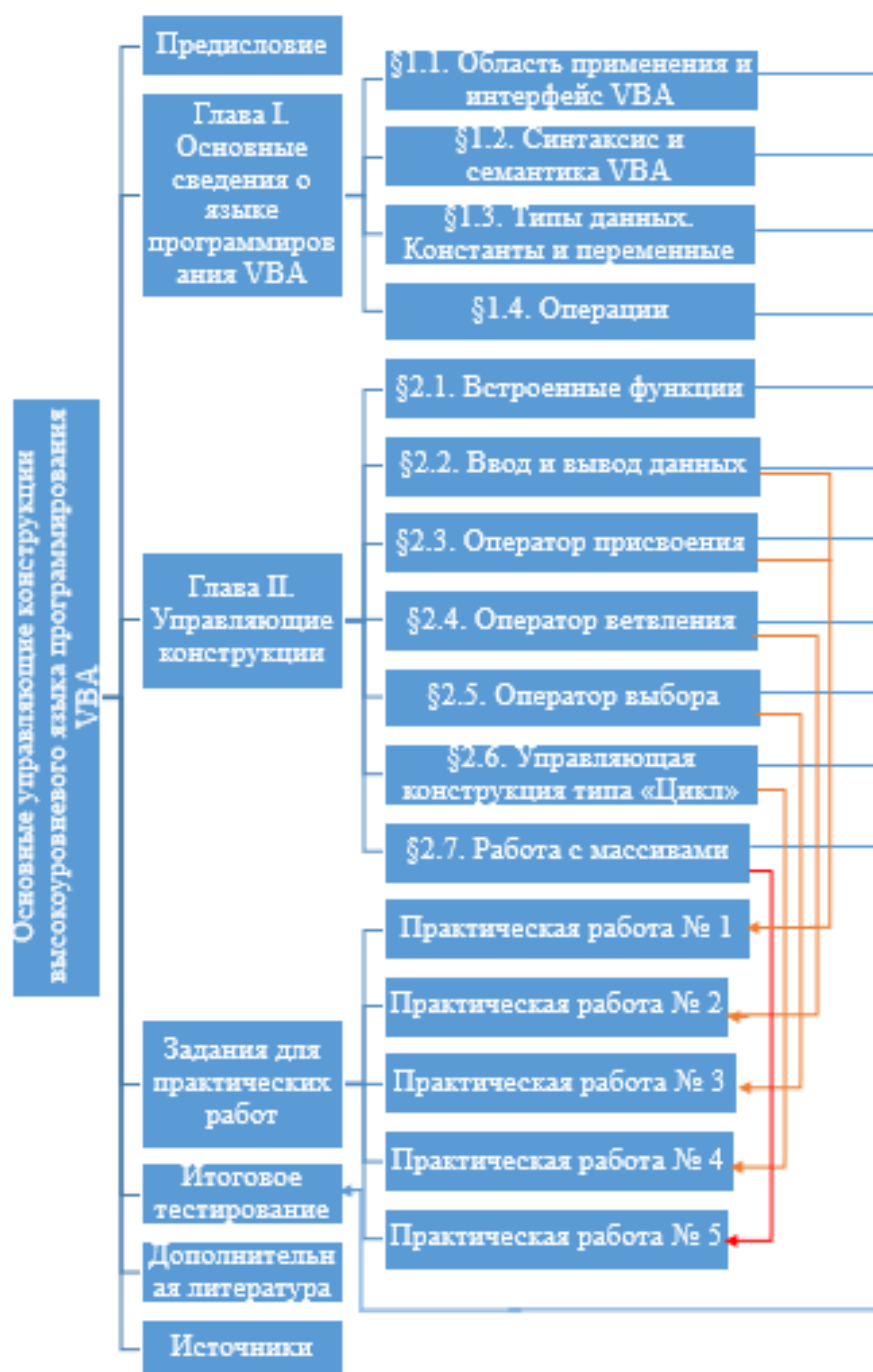 Основные управляющие конструкции
высокоуровневого языка программирования
VBA
Предисловие
Глава I.
Основные
сведения о
языке
программиров
ания VBA
§1.1. Область применения и
интерфейс VBA
§1.2. Синтаксис и
семантика VBA
§1.3. Типы данных.
Константы и переменные
§1.4. Операции
Глава II.
Управляющие
конструкции
§2.1. Встроенные функции
§2.2. Ввод и вывод данных
§2.3. Оператор присвоения
§2.4. Оператор ветвления
§2.5. Оператор выбора
§2.6. Управляющая
конструкция типа «Цикл»
§2.7. Работа с массивами
Задания для
практических
работ
Практическая работа № 1
Практическая работа № 2
Практическая работа № 3
Практическая работа № 4
Практическая работа № 5
Итоговое
тестирование
Дополнительн
ая литература
Источники